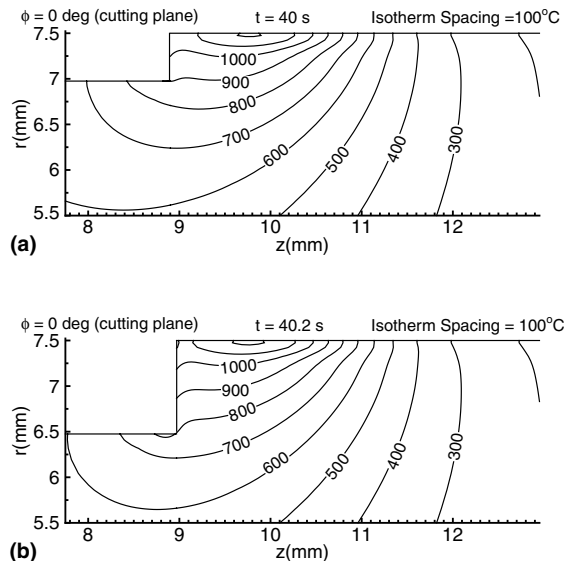 ϕ = 0 deg (cutting plane) t = 40 s Isotherm Spacing =100°C
7.5
7
6.5
6
5.5
r(mm)
1000
900
800
700
600
500
400
300
8 9 10 11 12
z(mm)
(a)
ϕ = 0 deg (cutting plane) t = 40.2 s Isotherm Spacing = 100°C
7.5
7
6.5
6
5.5
r(mm)
1000
900
800
700
600
500
400
300
8 9 10 11 12
z(mm)
(b)